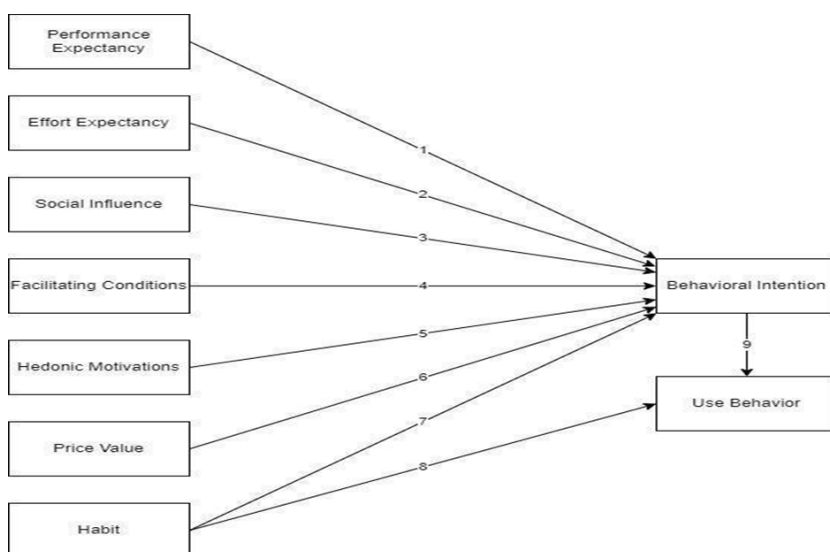 Performance
Expectancy
Effort Expectancy
Social Influence
Facilitating Conditions
Hedonic Motivations
Price Value
Habit
1
2
3
4
5
6
7
8
Behavioral Intention
9
Use Behavior